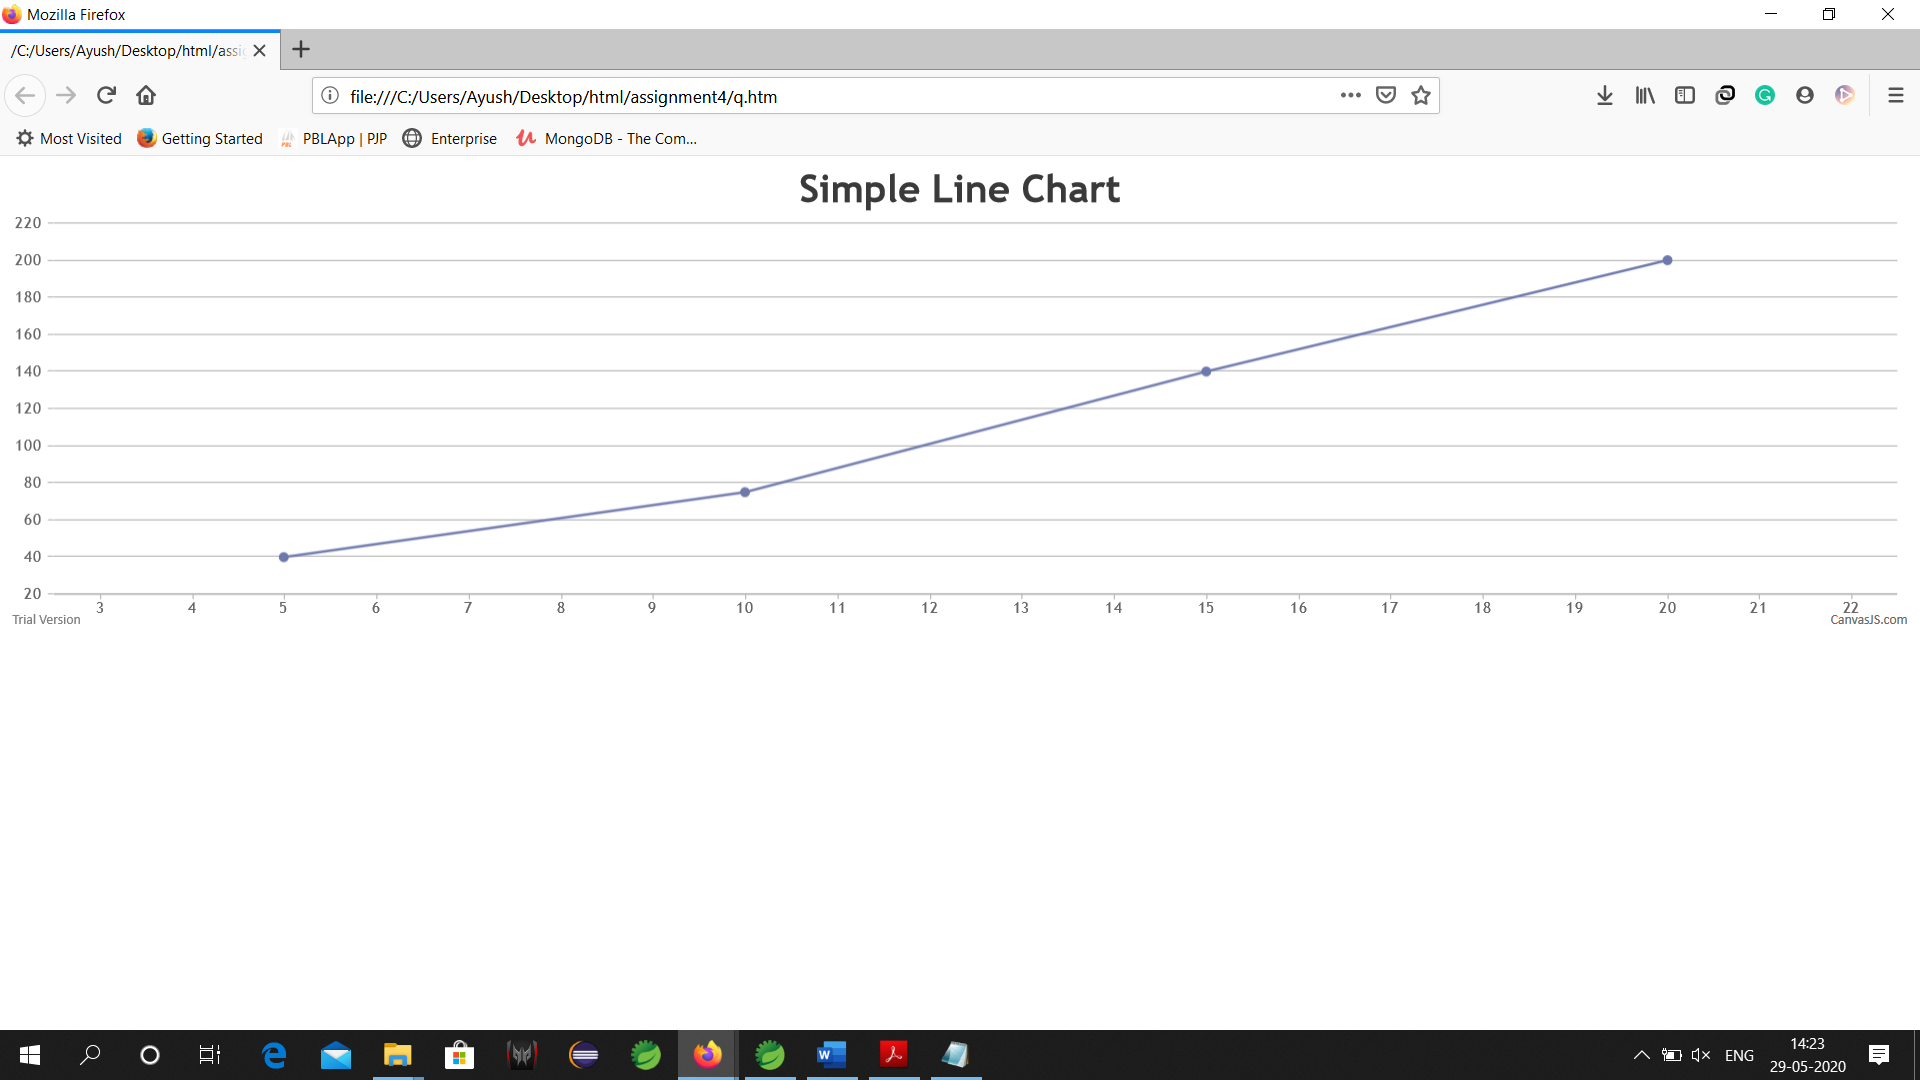 Mozilla Firefox
/C:/Users/Ayush/Desktop/html/assi
file:///C:/Users/Ayush/Desktop/html/assignment4/q.htm
Most Visited Getting Started PBLApp | PJP Enterprise MongoDB - The Com...
Simple Line Chart
220
200
180
160
140
120
100
80
60
40
20
3 4 5 6 7 8 9 10 11 12 13 14 15 16 17 18 19 20 21 22
Trial Version CanvasJS.com
ENG
14:23
29-05-2020